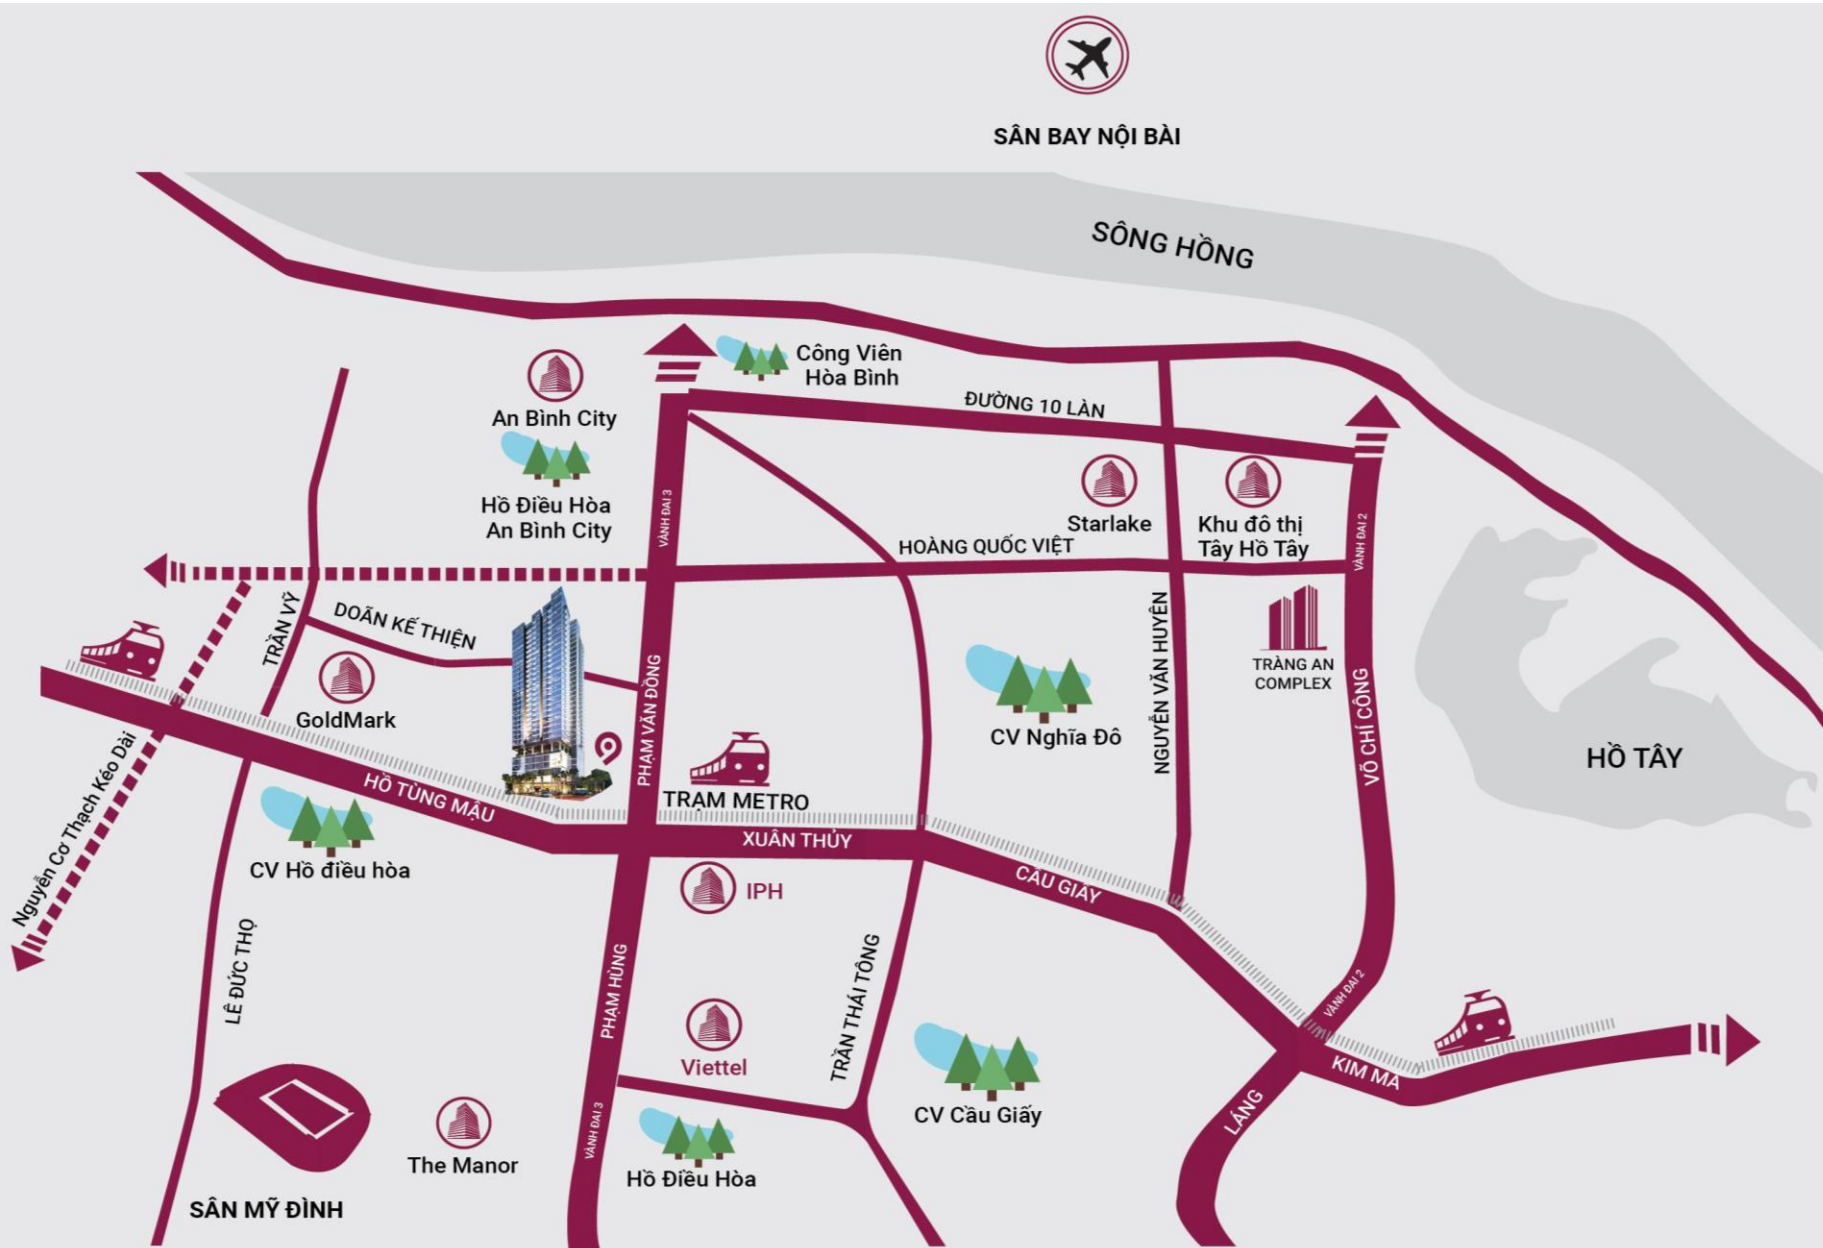 SÂN BAY NỘI BÀI
SÔNG HỒNG
Công Viên
Hòa Bình
An Bình City
ĐƯỜNG 10 LÀN
Hồ Điều Hòa
An Bình City
VÀNH ĐAI 3
Starlake
Khu đô thị
Tây Hồ Tây
VÀNH ĐAI 2
HOÀNG QUỐC VIỆT
TRẦN VỸ
DOÃN KẾ THIỆN
NGUYỄN VĂN HUYÊN
TRÀNG AN
COMPLEX
GoldMark
PHẠM VĂN ĐỒNG
CV Nghĩa Đô
VÕ CHÍ CÔNG
HỒ TÂY
Nguyễn Cơ Thạch Kéo Dài
HỒ TÙNG MẬU
TRẠM METRO
XUÂN THỦY
CV Hồ điều hòa
IPH
CẦU GIẤY
LÊ ĐỨC THỌ
PHẠM HÙNG
TRẦN THÁI TÔNG
VÀNH ĐAI 2
Viettel
KIM MÃ
CV Cầu Giấy
LÁNG
VÀNH ĐAI 3
The Manor
Hồ Điều Hòa
SÂN MỸ ĐÌNH